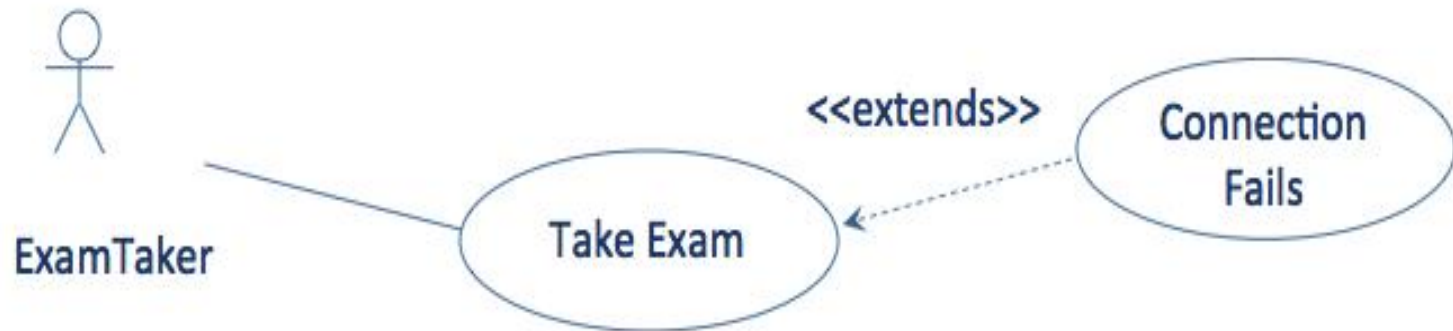 <<extends>>
Connection
Fails
Take Exam
ExamTaker